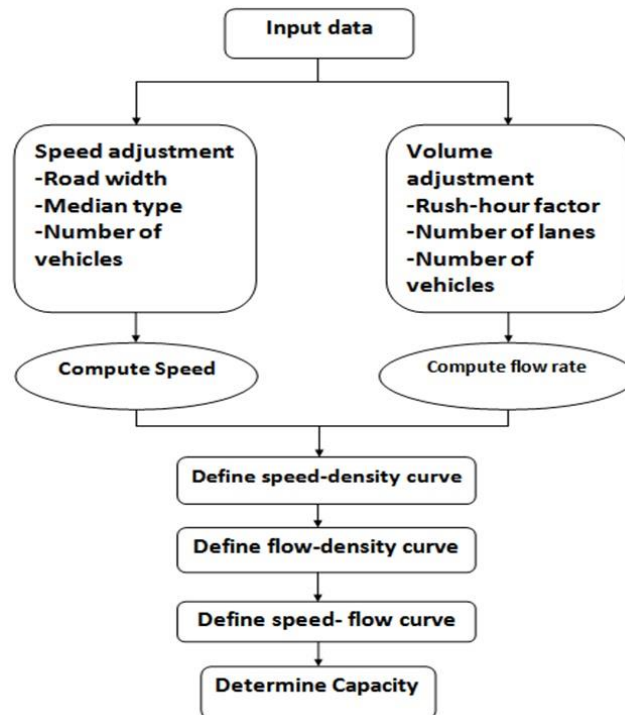 Input data
Speed adjustment
-Road width
-Median type
-Number of
vehicles
Volume
adjustment
-Rush-hour factor
-Number of lanes
-Number of
vehicles
Compute Speed
Compute flow rate
Define speed-density curve
Define flow-density curve
Define speed- flow curve
Determine Capacity